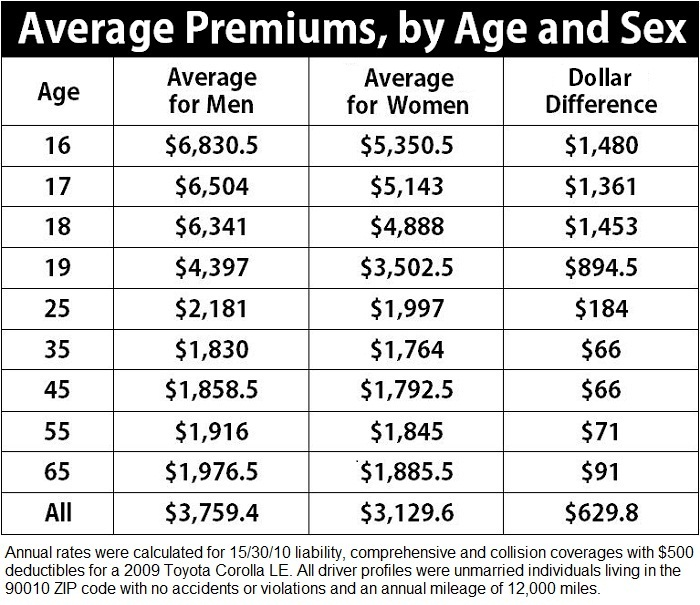 Average Premiums, by Age and Sex
Age Average for Men Average for Women Dollar Difference
16 $6,830.5 $5,350.5 $1,480
17 $6,504 $5,143 $1,361
18 $6,341 $4,888 $1,453
19 $4,397 $3,502.5 $894.5
25 $2,181 $1,997 $184
35 $1,830 $1,764 $66
45 $1,858.5 $1,792.5 $66
55 $1,916 $1,845 $71
65 $1,976.5 $1,885.5 $91
All $3,759.4 $3,129.6 $629.8
Annual rates were calculated for 15/30/10 liability, comprehensive and collision coverages with $500
deductibles for a 2009 Toyota Corolla LE. All driver profiles were unmarried individuals living in the
90010 ZIP code with no accidents or violations and an annual mileage of 12,000 miles.